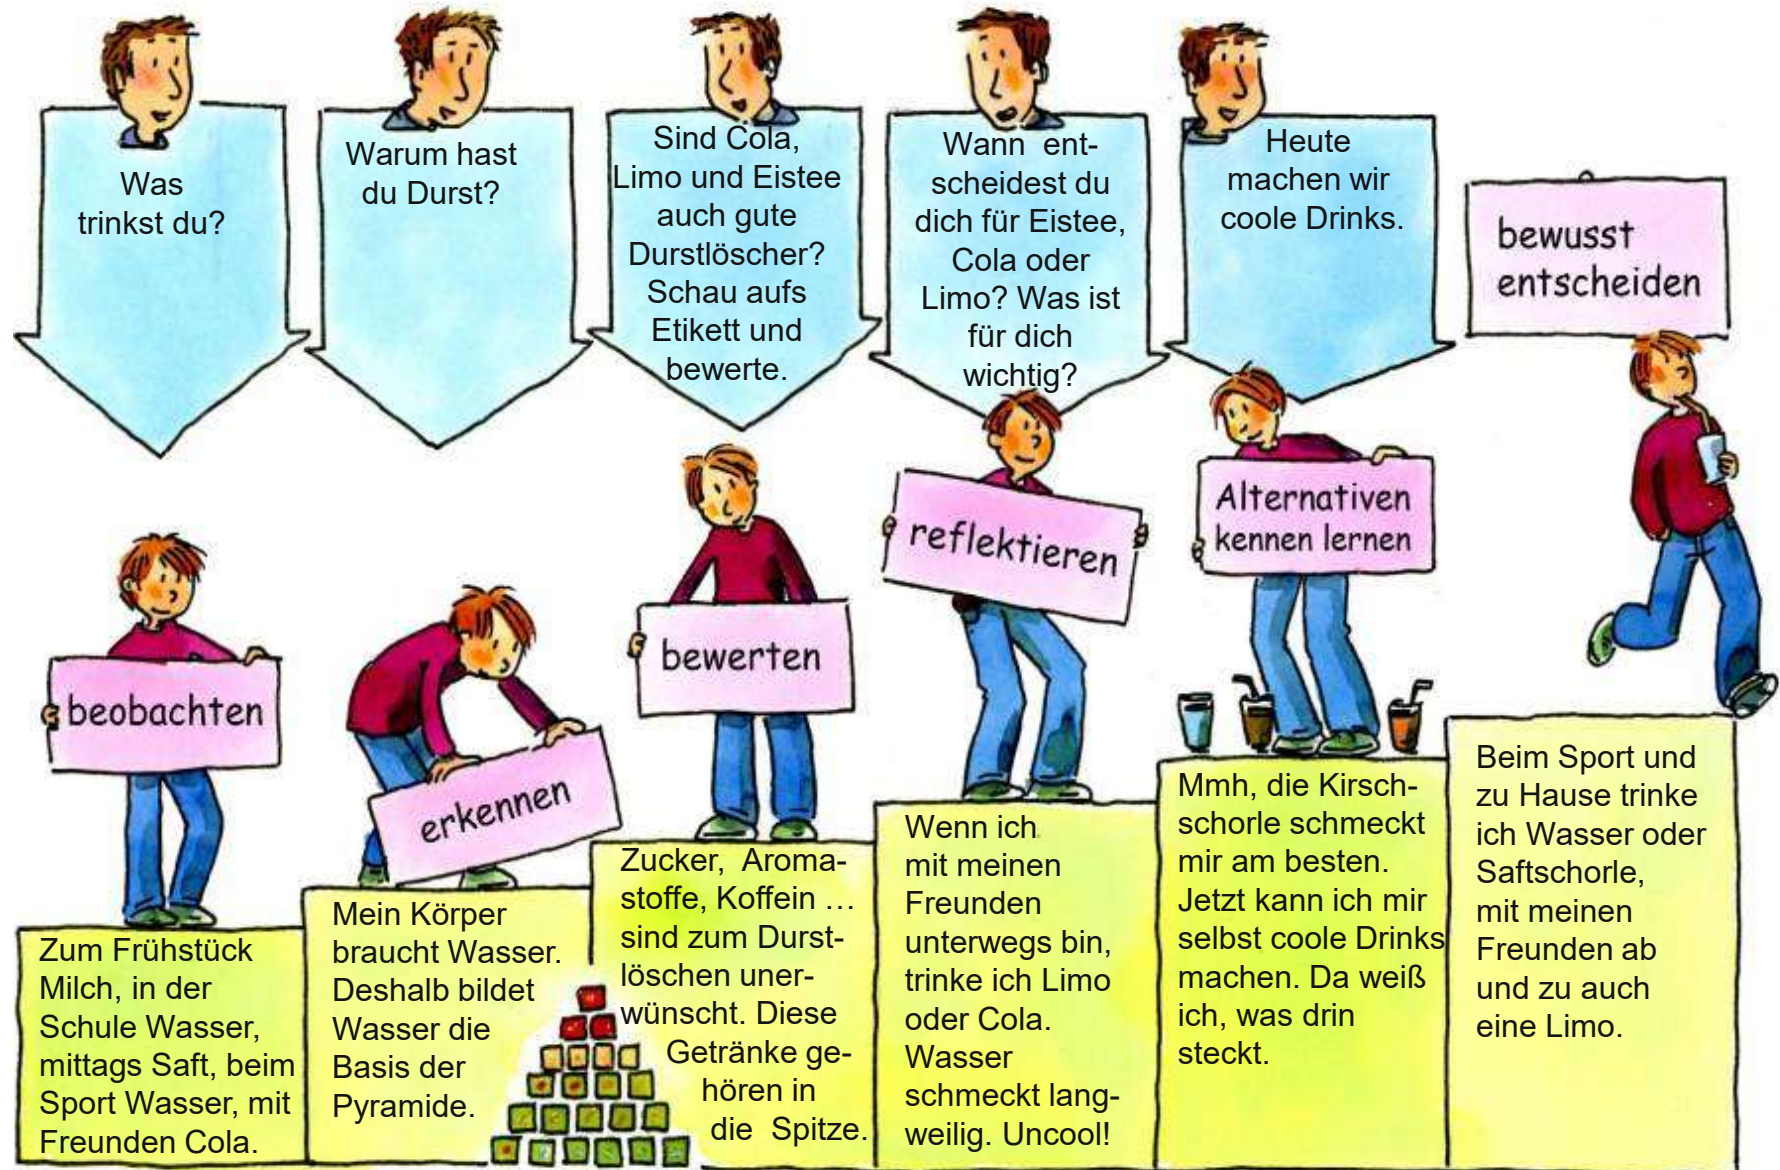 Was
trinkst du?
Warum hast
du Durst?
Sind Cola,
Limo und Eistee
auch gute
Durstlöscher?
Schau aufs
Etikett und
bewerte.
Wann ent-
scheidest du
dich für Eistee,
Cola oder
Limo? Was ist
für dich
wichtig?
Heute
machen wir
coole Drinks.
bewusst
entscheiden
beobachten
erkennen
bewerten
reflektieren
Alternativen
kennen lernen
Zum Frühstück
Milch, in der
Schule Wasser,
mittags Saft, beim
Sport Wasser, mit
Freunden Cola.
Mein Körper
braucht Wasser.
Deshalb bildet
Wasser die
Basis der
Pyramide.
Zucker, Aroma-
stoffe, Koffein …
sind zum Durst-
löschen uner-
wünscht. Diese
Getränke ge-
hören in
die Spitze.
Wenn ich
mit meinen
Freunden
unterwegs bin,
trinke ich Limo
oder Cola.
Wasser
schmeckt lang-
weilig. Uncool!
Mmh, die Kirsch-
schorle schmeckt
mir am besten.
Jetzt kann ich mir
selbst coole Drinks
machen. Da weiß
ich, was drin
steckt.
Beim Sport und
zu Hause trinke
ich Wasser oder
Saftschorle,
mit meinen
Freunden ab
und zu auch
eine Limo.